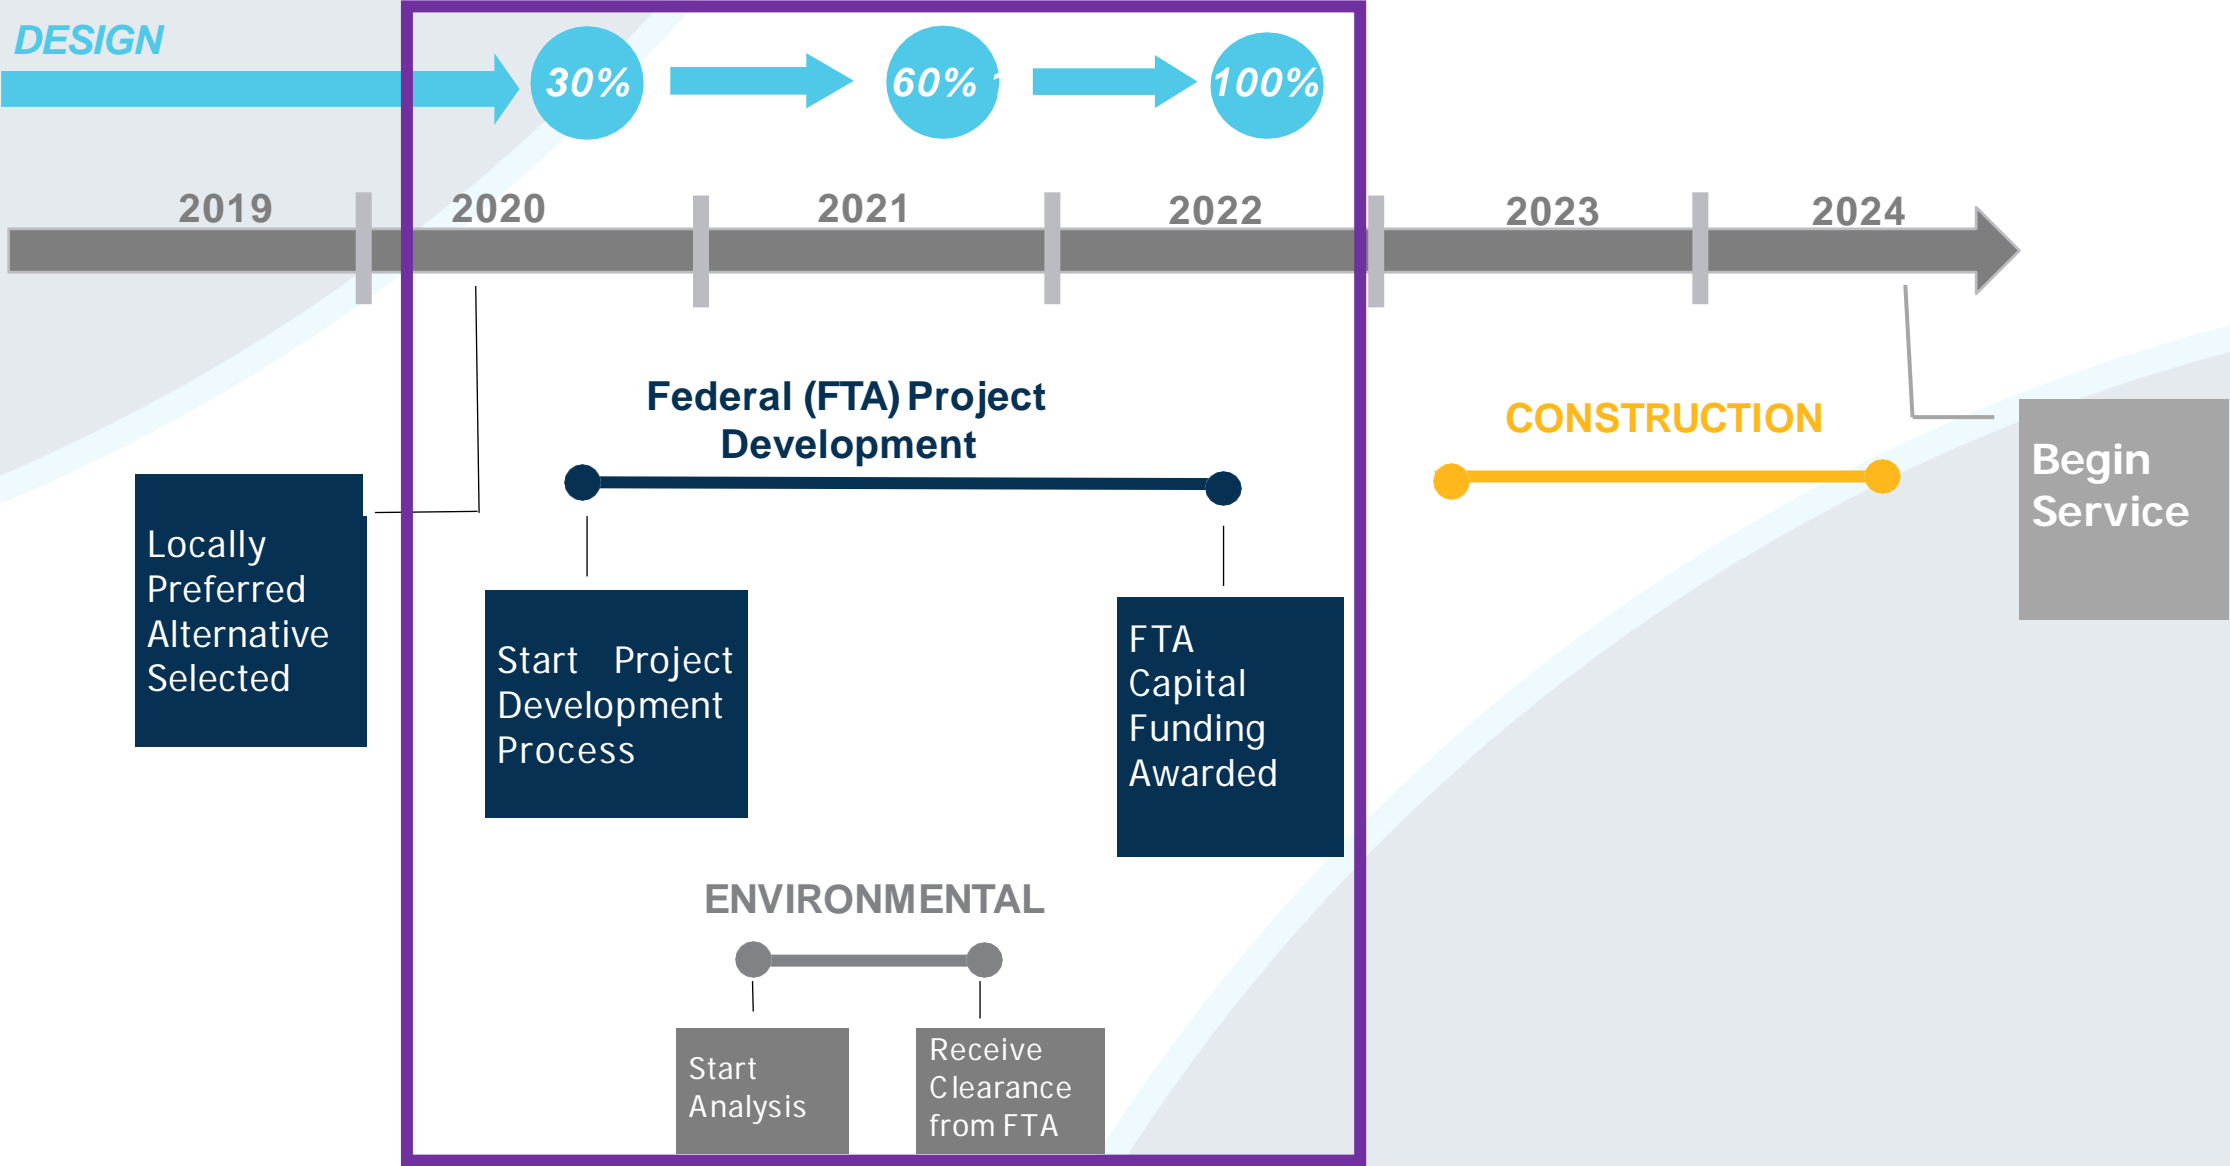 DESIGN
30%
60%
100%
2019
2020
2021
2022
2023
2024
Federal (FTA) Project
Development
CONSTRUCTION
Begin
Service
Locally
Preferred
Alternative
Selected
Start Project
Development
Process
FTA
Capital
Funding
Awarded
ENVIRONMENTAL
Start
Analysis
Receive
Clearance
from FTA